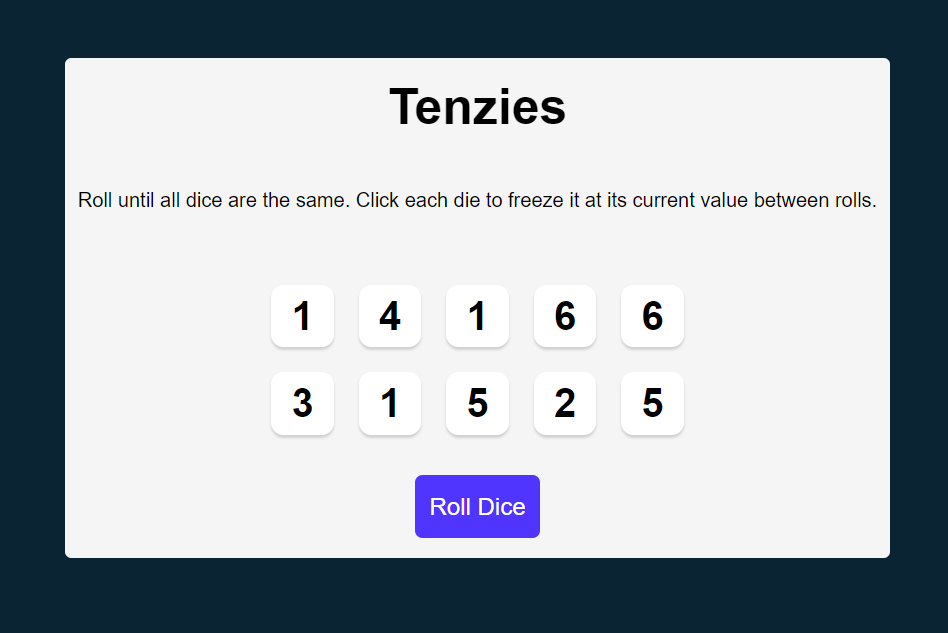 Tenzies
Roll until all dice are the same. Click each die to freeze it at its current value between rolls.
1 4 1 6 6
3 1 5 2 5
Roll Dice